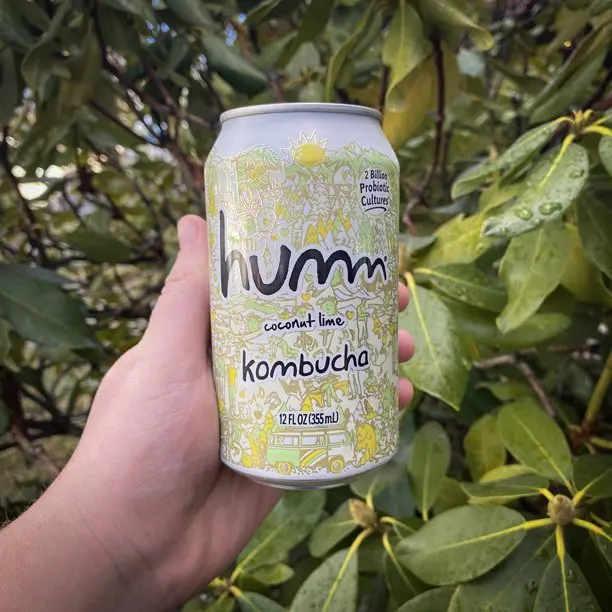 2 Billion
Probiotic
Cultures
humm
coconut lime
kombucha
12 FL OZ (355 mL)